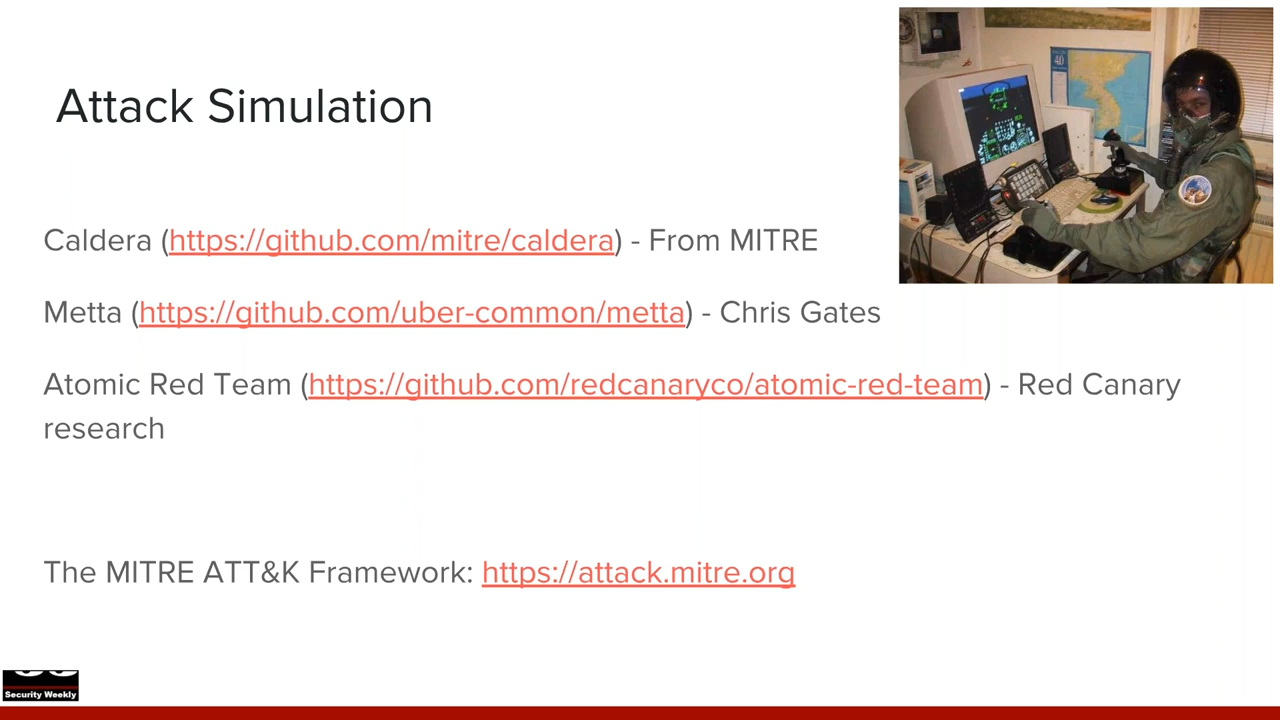 Attack Simulation
Caldera (https://github.com/mitre/caldera) - From MITRE
Metta (https://github.com/uber-common/metta) - Chris Gates
Atomic Red Team (https://github.com/redcanaryco/atomic-red-team) - Red Canary
research
The MITRE ATT&K Framework: https://attack.mitre.org
Security Weekly